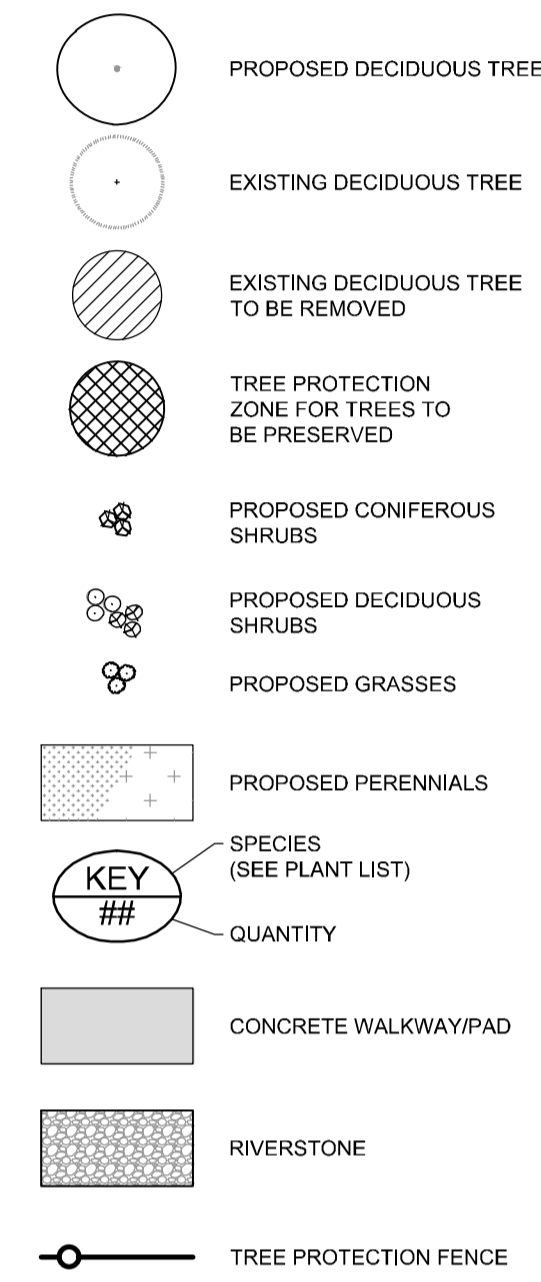 PROPOSED DECIDUOUS TREE
EXISTING DECIDUOUS TREE
EXISTING DECIDUOUS TREE
TO BE REMOVED
TREE PROTECTION
ZONE FOR TREES TO
BE PRESERVED
PROPOSED CONIFEROUS
SHRUBS
PROPOSED DECIDUOUS
SHRUBS
PROPOSED GRASSES
PROPOSED PERENNIALS
SPECIES
(SEE PLANT LIST)
KEY
##
QUANTITY
CONCRETE WALKWAY/PAD
RIVERSTONE
TREE PROTECTION FENCE